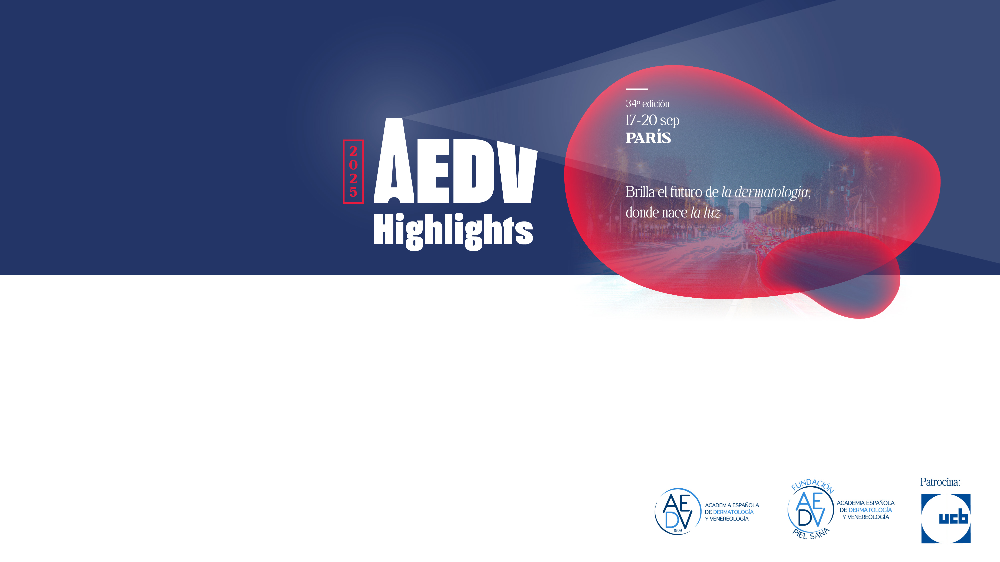 2025
AEDV
Highlights
34º edición
17-20 sep
PARÍS
Brilla el futuro de la dermatología,
donde nace la luz
AEDV
1909
ACADEMIA ESPAÑOLA
DE DERMATOLOGÍA
Y VENEREOLOGÍA
FUNDACIÓN
AEDV
PIEL SANA
ACADEMIA ESPAÑOLA
DE DERMATOLOGÍA
Y VENEREOLOGÍA
Patrocina:
ucb